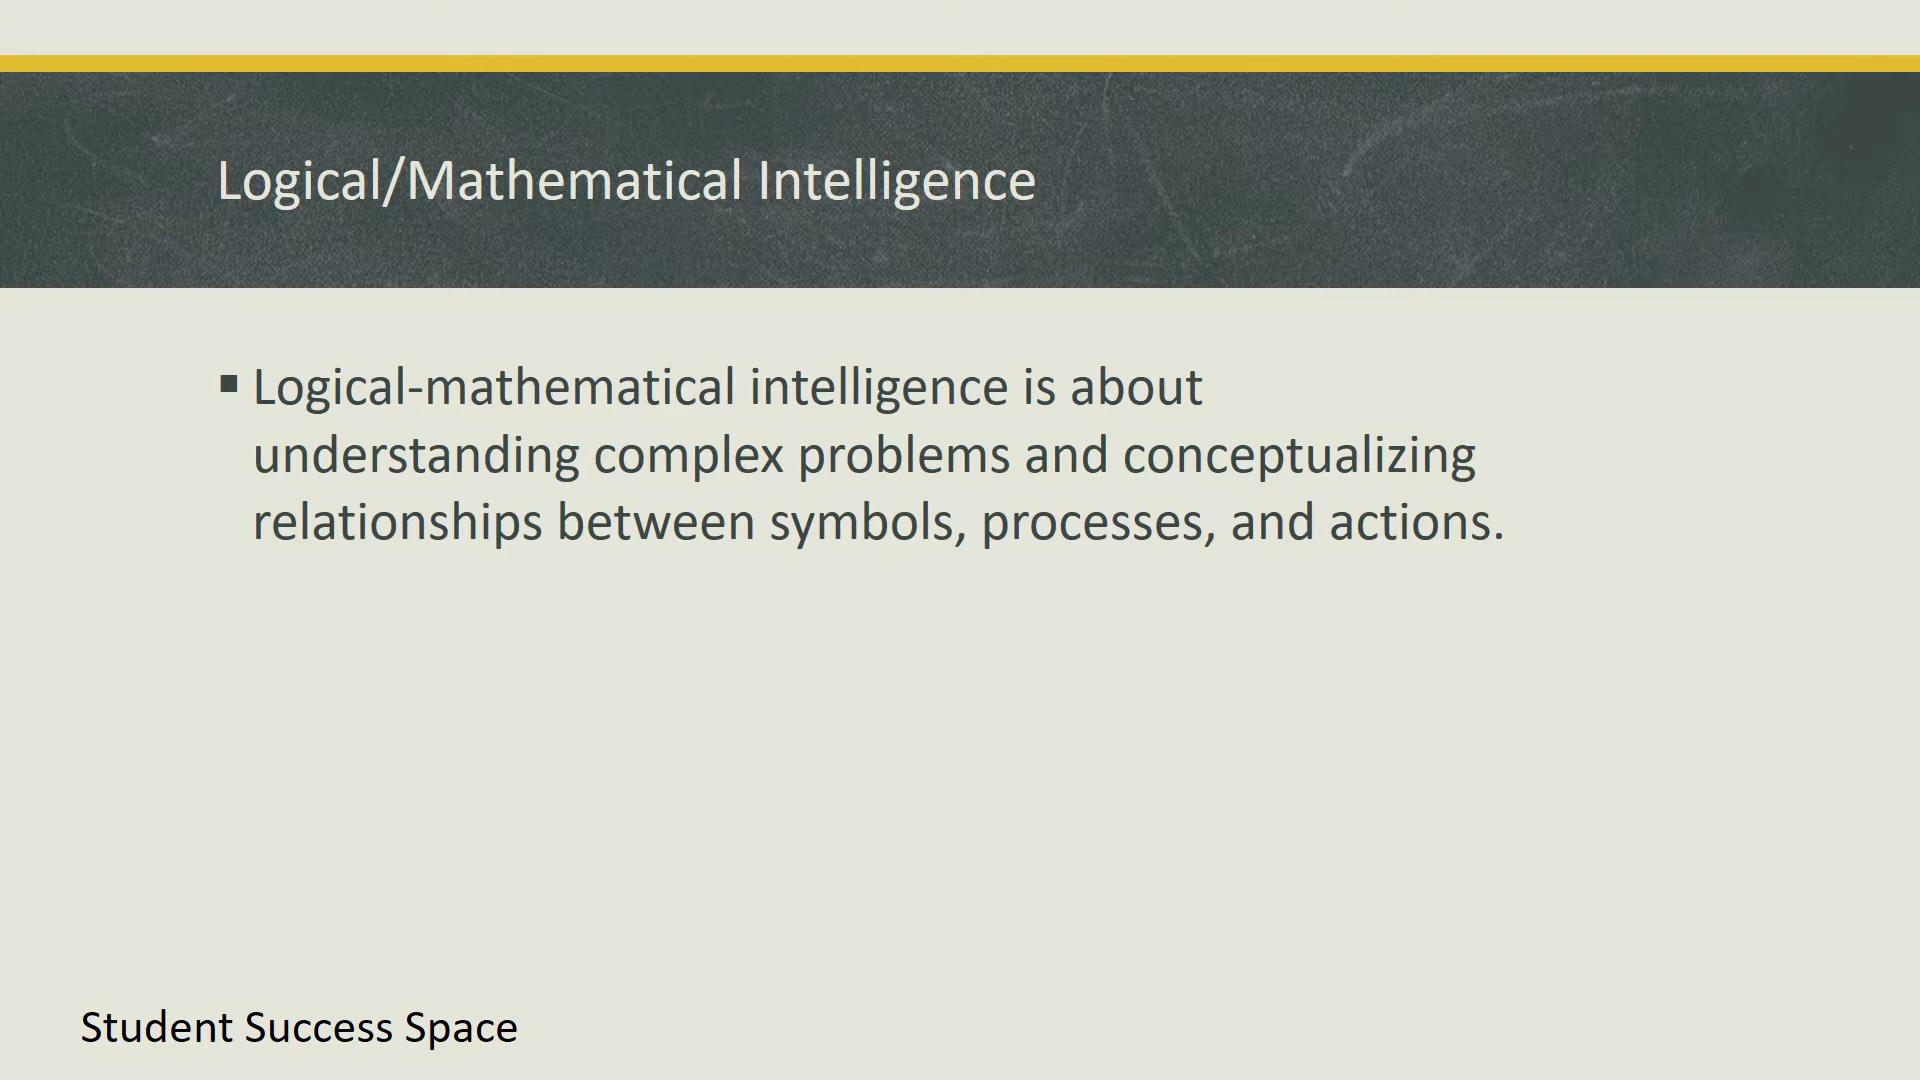 Logical/Mathematical Intelligence
▪ Logical-mathematical intelligence is about
understanding complex problems and conceptualizing
relationships between symbols, processes, and actions.
Student Success Space